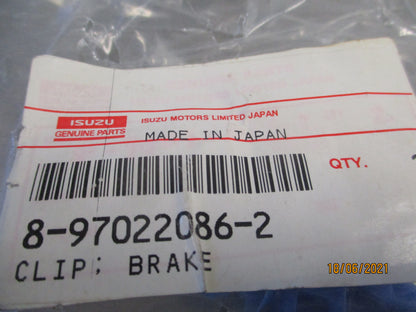 ISUZU
GENUINE PARTS
ISUZU MOTORS LIMITED JAPAN
MADE IN JAPAN
QTY.
8-97022086-2
CLIP; BRAKE
10/06/2021